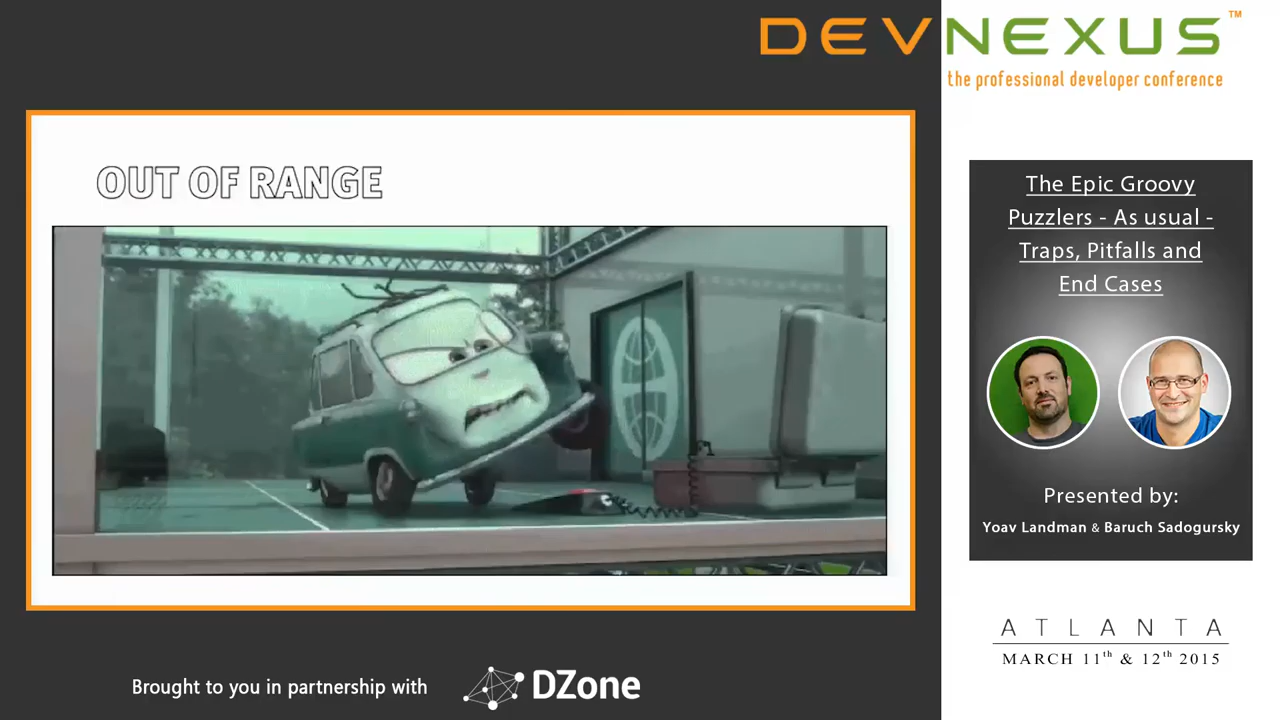 DEVNEXUS™
the professional developer conference
OUT OF RANGE
The Epic Groovy
Puzzlers - As usual -
Traps, Pitfalls and
End Cases
Presented by:
Yoav Landman & Baruch Sadogursky
ATLANTA
MARCH 11th & 12th 2015
Brought to you in partnership with
DZone